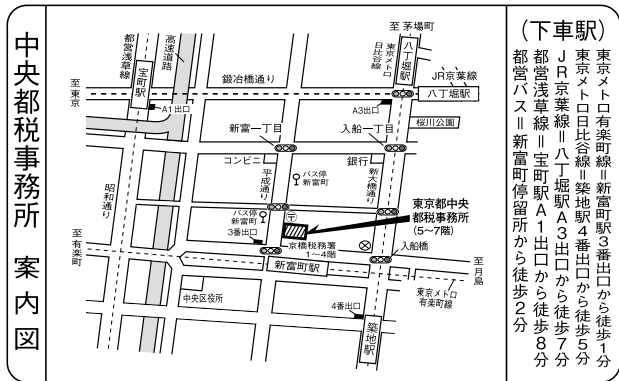 中央都税事務所　案内図
至茅場町
東京メトロ
日比谷線
八丁堀駅
高速道路
都営浅草線
宝町駅
鍛冶橋通り
JR京葉線
八丁堀駅
至東京
A1出口
A3出口
桜川公園
新富一丁目
入船一丁目
コンビニ
銀行
平成通り
バス停
新富町
新大橋通り
昭和通り
東京都中央
都税事務所
(5〜7階)
バス停
新富町
3番出口
〒
京橋税務署
1〜4階
入船橋
至有楽町
新富町駅
至月島
中央区役所
東京メトロ
有楽町線
4番出口
築地駅
(下車駅)
東京メトロ有楽町線＝新富町駅3番出口から徒歩1分
東京メトロ日比谷線＝築地駅4番出口から徒歩5分
JR京葉線＝八丁堀駅A3出口から徒歩7分
都営浅草線＝宝町駅A1出口から徒歩8分
都営バス＝新富町停留所から徒歩2分